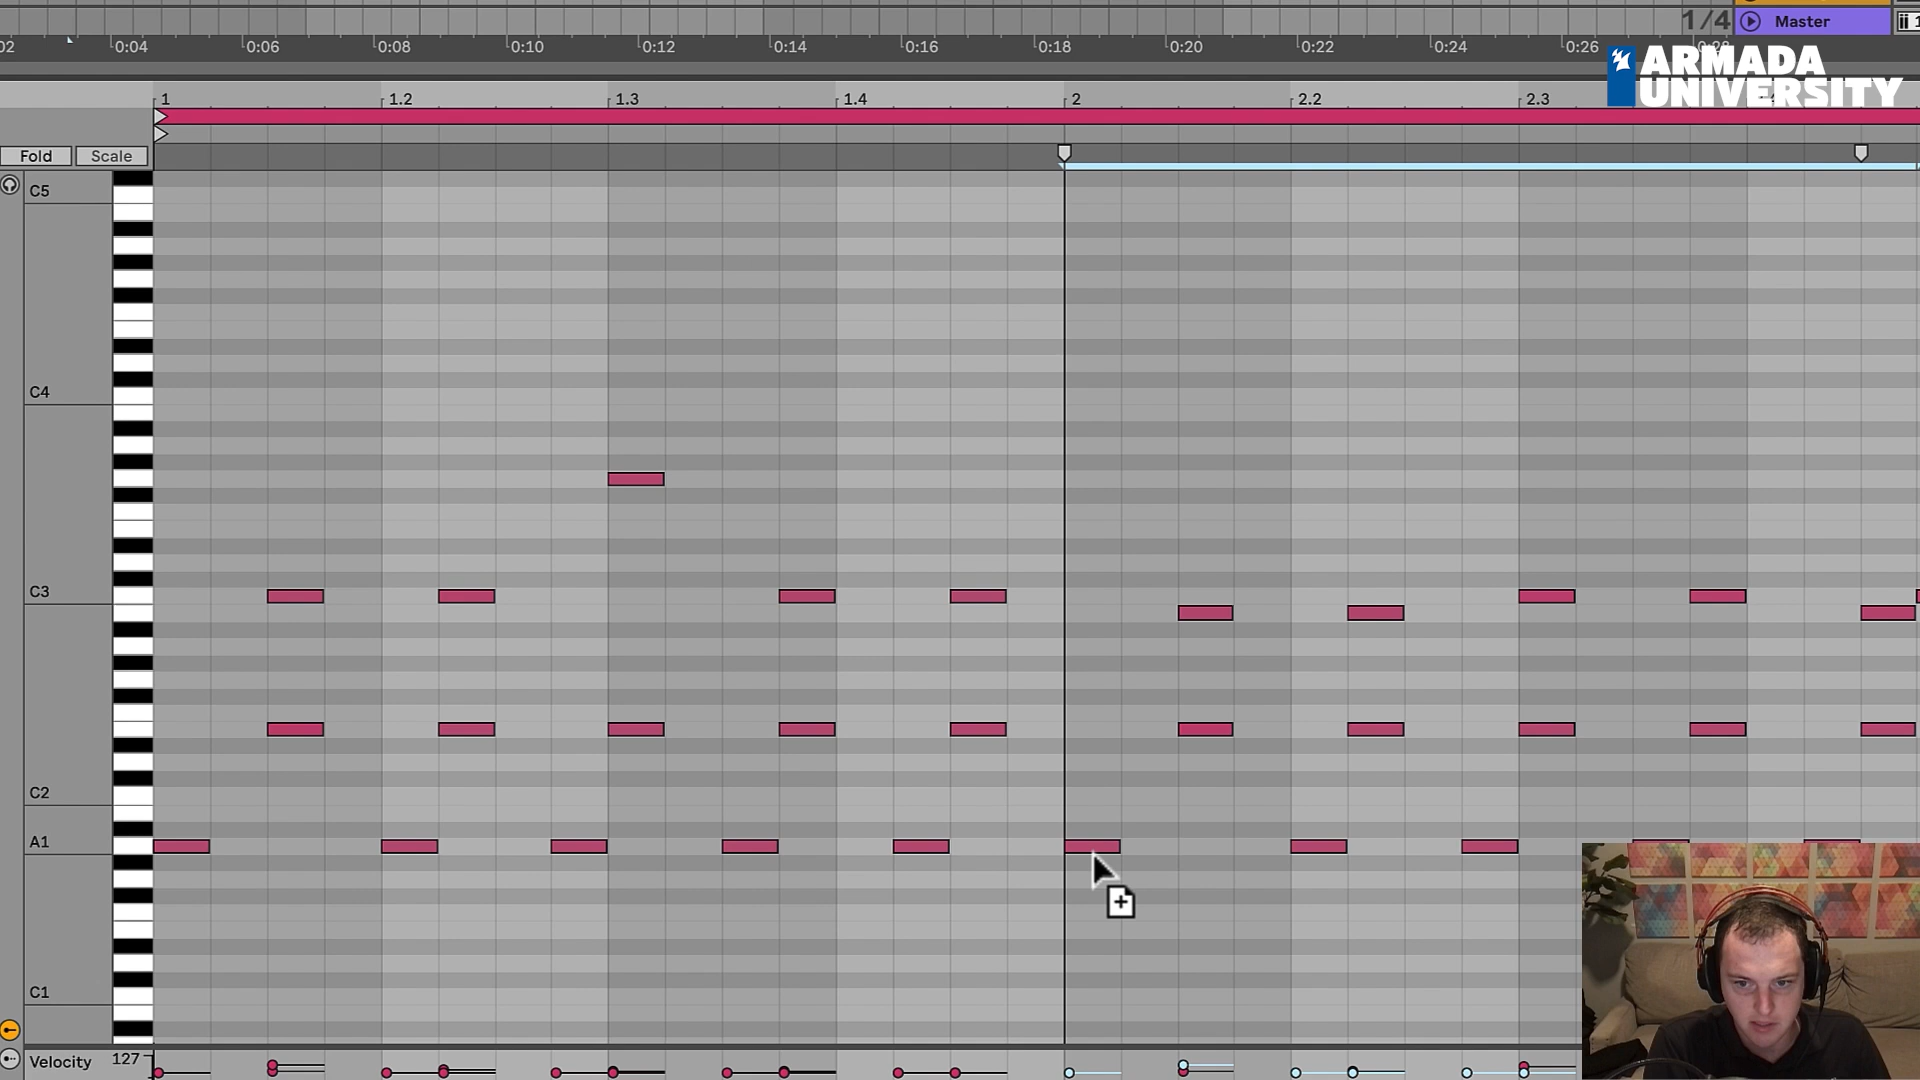 1/4
Master
02 0:04 0:06 0:08 0:10 0:12 0:14 0:16 0:18 0:20 0:22 0:24 0:26
ARMADA
UNIVERSITY
1 1.2 1.3 1.4 2 2.2 2.3
Fold Scale
C5
C4
C3
C2
A1
C1
Velocity 127